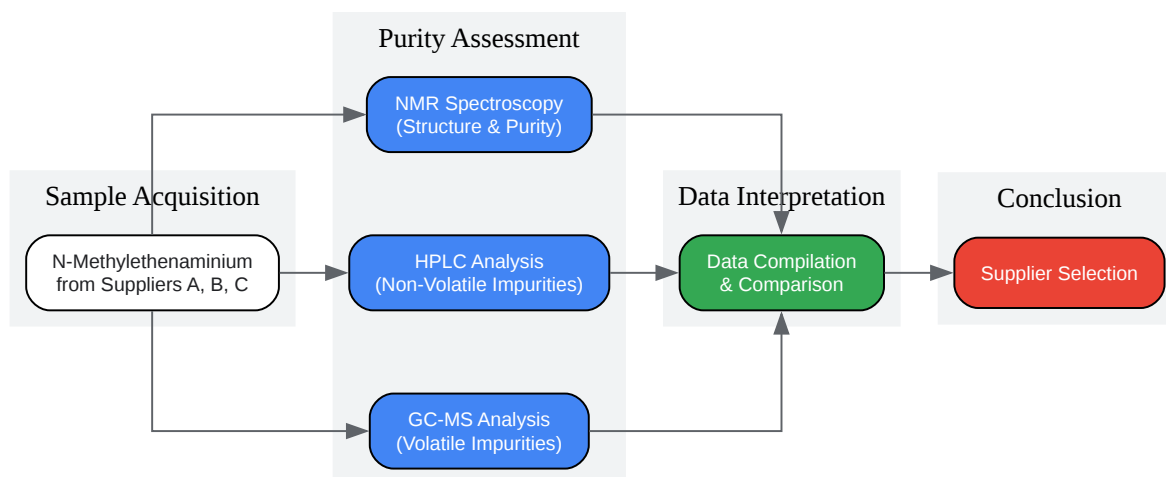 Purity Assessment
NMR Spectroscopy
(Structure & Purity)
Sample Acquisition
N-Methylethenaminium
from Suppliers A, B, C
HPLC Analysis
(Non-Volatile Impurities)
GC-MS Analysis
(Volatile Impurities)
Data Interpretation
Data Compilation
& Comparison
Conclusion
Supplier Selection